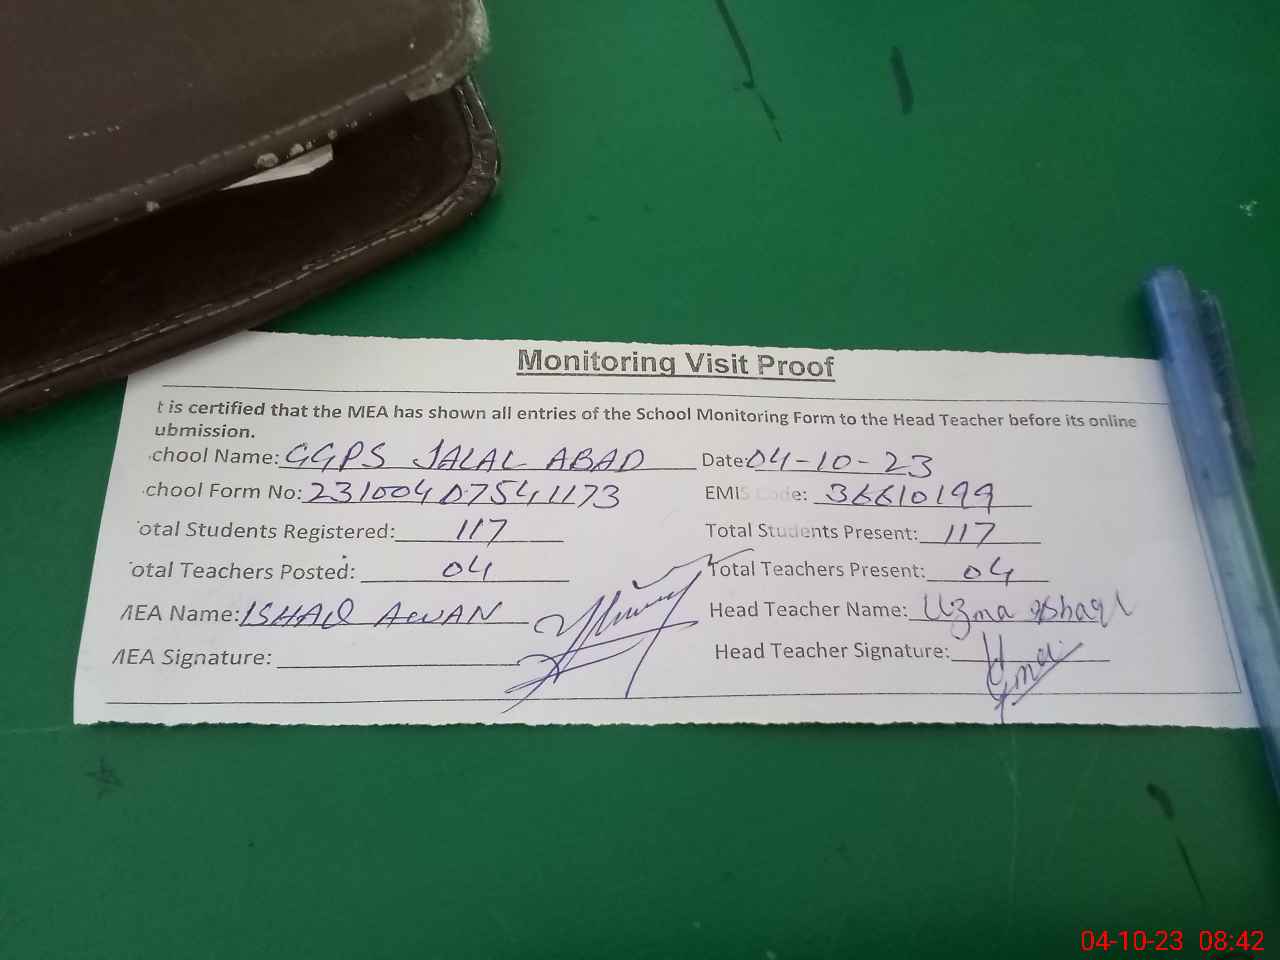 Monitoring Visit Proof
t is certified that the MEA has shown all entries of the School Monitoring Form to the Head Teacher before its online
ubmission.
chool Name: GGPS JALAL ABAD Date: 04-10-23
chool Form No: 23100407541173 EMIS Code: 36610199
otal Students Registered: 117 Total Students Present: 117
otal Teachers Posted: 04 Total Teachers Present: 04
MEA Name: ISHAQ AWAN Head Teacher Name: Uzma Ishaq
MEA Signature: Head Teacher Signature: Uzma
04-10-23 08:42